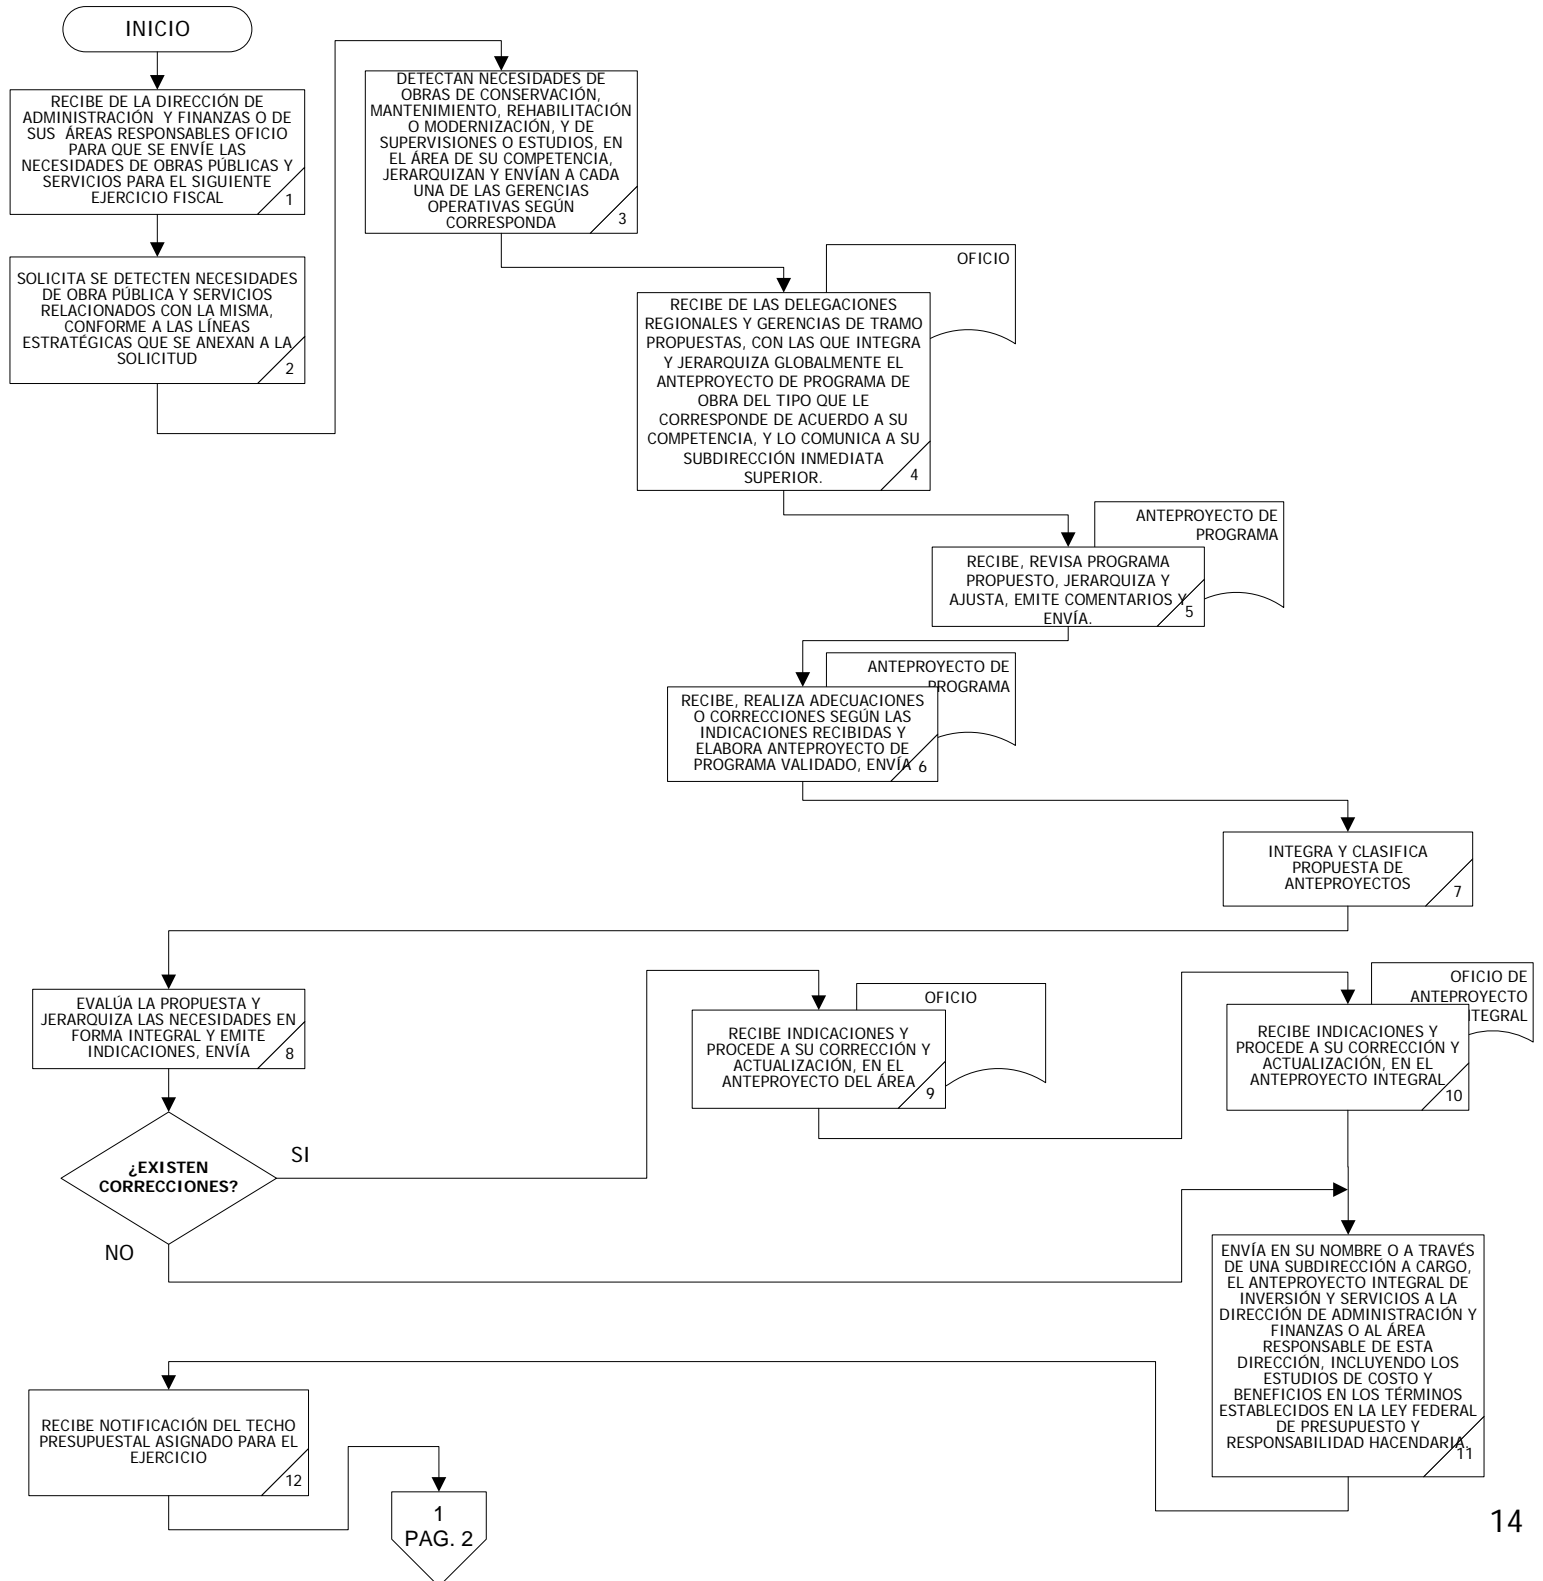 INICIO
RECIBE DE LA DIRECCIÓN DE
ADMINISTRACIÓN Y FINANZAS O DE
SUS ÁREAS RESPONSABLES OFICIO
PARA QUE SE ENVÍE LAS
NECESIDADES DE OBRAS PÚBLICAS Y
SERVICIOS PARA EL SIGUIENTE
EJERCICIO FISCAL
1
SOLICITA SE DETECTEN NECESIDADES
DE OBRA PÚBLICA Y SERVICIOS
RELACIONADOS CON LA MISMA,
CONFORME A LAS LÍNEAS
ESTRATÉGICAS QUE SE ANEXAN A LA
SOLICITUD
2
DETECTAN NECESIDADES DE
OBRAS DE CONSERVACIÓN,
MANTENIMIENTO, REHABILITACIÓN
O MODERNIZACIÓN, Y DE
SUPERVISIONES O ESTUDIOS, EN
EL ÁREA DE SU COMPETENCIA,
JERARQUIZAN Y ENVÍAN A CADA
UNA DE LAS GERENCIAS
OPERATIVAS SEGÚN
CORRESPONDA
3
OFICIO
RECIBE DE LAS DELEGACIONES
REGIONALES Y GERENCIAS DE TRAMO
PROPUESTAS, CON LAS QUE INTEGRA
Y JERARQUIZA GLOBALMENTE EL
ANTEPROYECTO DE PROGRAMA DE
OBRA DEL TIPO QUE LE
CORRESPONDE DE ACUERDO A SU
COMPETENCIA, Y LO COMUNICA A SU
SUBDIRECCIÓN INMEDIATA
SUPERIOR.
4
ANTEPROYECTO DE
PROGRAMA
RECIBE, REVISA PROGRAMA
PROPUESTO, JERARQUIZA Y
AJUSTA, EMITE COMENTARIOS Y
ENVÍA.
5
ANTEPROYECTO DE
PROGRAMA
RECIBE, REALIZA ADECUACIONES
O CORRECCIONES SEGÚN LAS
INDICACIONES RECIBIDAS Y
ELABORA ANTEPROYECTO DE
PROGRAMA VALIDADO, ENVÍA
6
INTEGRA Y CLASIFICA
PROPUESTA DE
ANTEPROYECTOS
7
EVALÚA LA PROPUESTA Y
JERARQUIZA LAS NECESIDADES EN
FORMA INTEGRAL Y EMITE
INDICACIONES, ENVÍA
8
¿EXISTEN
CORRECCIONES?
SI
NO
OFICIO
RECIBE INDICACIONES Y
PROCEDE A SU CORRECCIÓN Y
ACTUALIZACIÓN, EN EL
ANTEPROYECTO DEL ÁREA
9
OFICIO DE
ANTEPROYECTO
TEGRAL
RECIBE INDICACIONES Y
PROCEDE A SU CORRECCIÓN Y
ACTUALIZACIÓN, EN EL
ANTEPROYECTO INTEGRAL
10
ENVÍA EN SU NOMBRE O A TRAVÉS
DE UNA SUBDIRECCIÓN A CARGO,
EL ANTEPROYECTO INTEGRAL DE
INVERSIÓN Y SERVICIOS A LA
DIRECCIÓN DE ADMINISTRACIÓN Y
FINANZAS O AL ÁREA
RESPONSABLE DE ESTA
DIRECCIÓN, INCLUYENDO LOS
ESTUDIOS DE COSTO Y
BENEFICIOS EN LOS TÉRMINOS
ESTABLECIDOS EN LA LEY FEDERAL
DE PRESUPUESTO Y
RESPONSABILIDAD HACENDARIA.
11
RECIBE NOTIFICACIÓN DEL TECHO
PRESUPUESTAL ASIGNADO PARA EL
EJERCICIO
12
1
PAG. 2
14